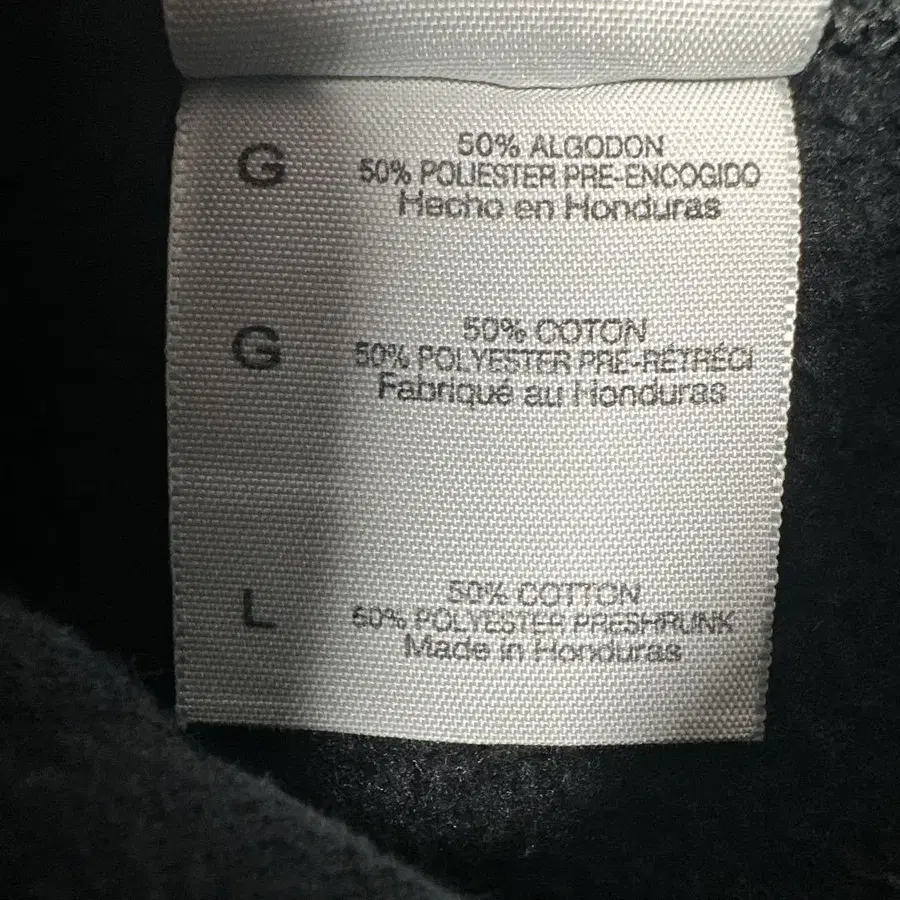 G
50% ALGODON
50% POLIESTER PRE-ENCOGIDO
Hecho en Honduras
G
50% COTON
50% POLYESTER PRÉ-RÉTRÉCI
Fabriqué au Honduras
L
50% COTTON
50% POLYESTER PRESHRUNK
Made in Honduras